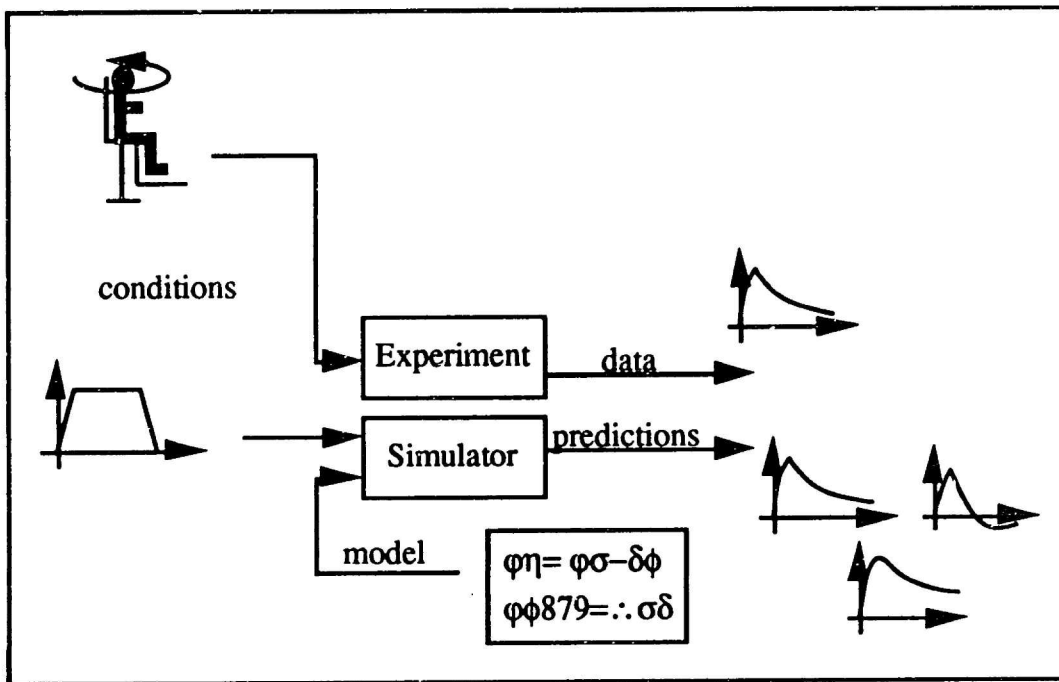 conditions
Experiment
data
Simulator
predictions
model
φη= φσ−δϕ
φϕ879=∴σδ